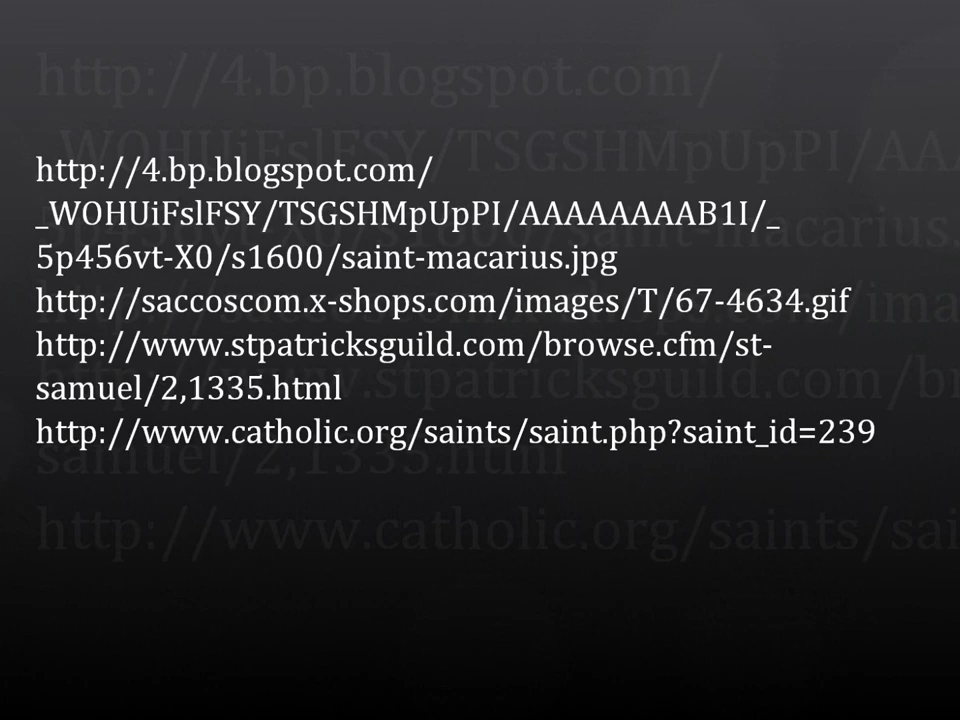 http://4.bp.blogspot.com/
_WOHUiFslFSY/TSGSHMpUpPI/AAAAAAAAB1I/_
5p456vt-X0/s1600/saint-macarius.jpg
http://saccoscom.x-shops.com/images/T/67-4634.gif
http://www.stpatricksguild.com/browse.cfm/st-
samuel/2,1335.html
http://www.catholic.org/saints/saint.php?saint_id=239